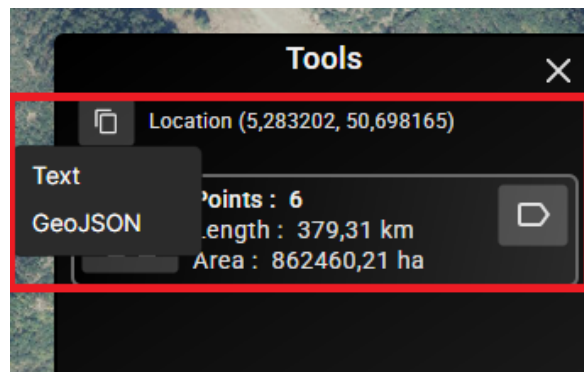 Tools
Location (5,283202, 50,698165)
Text
GeoJSON
Points : 6
Length : 379,31 km
Area : 862460,21 ha